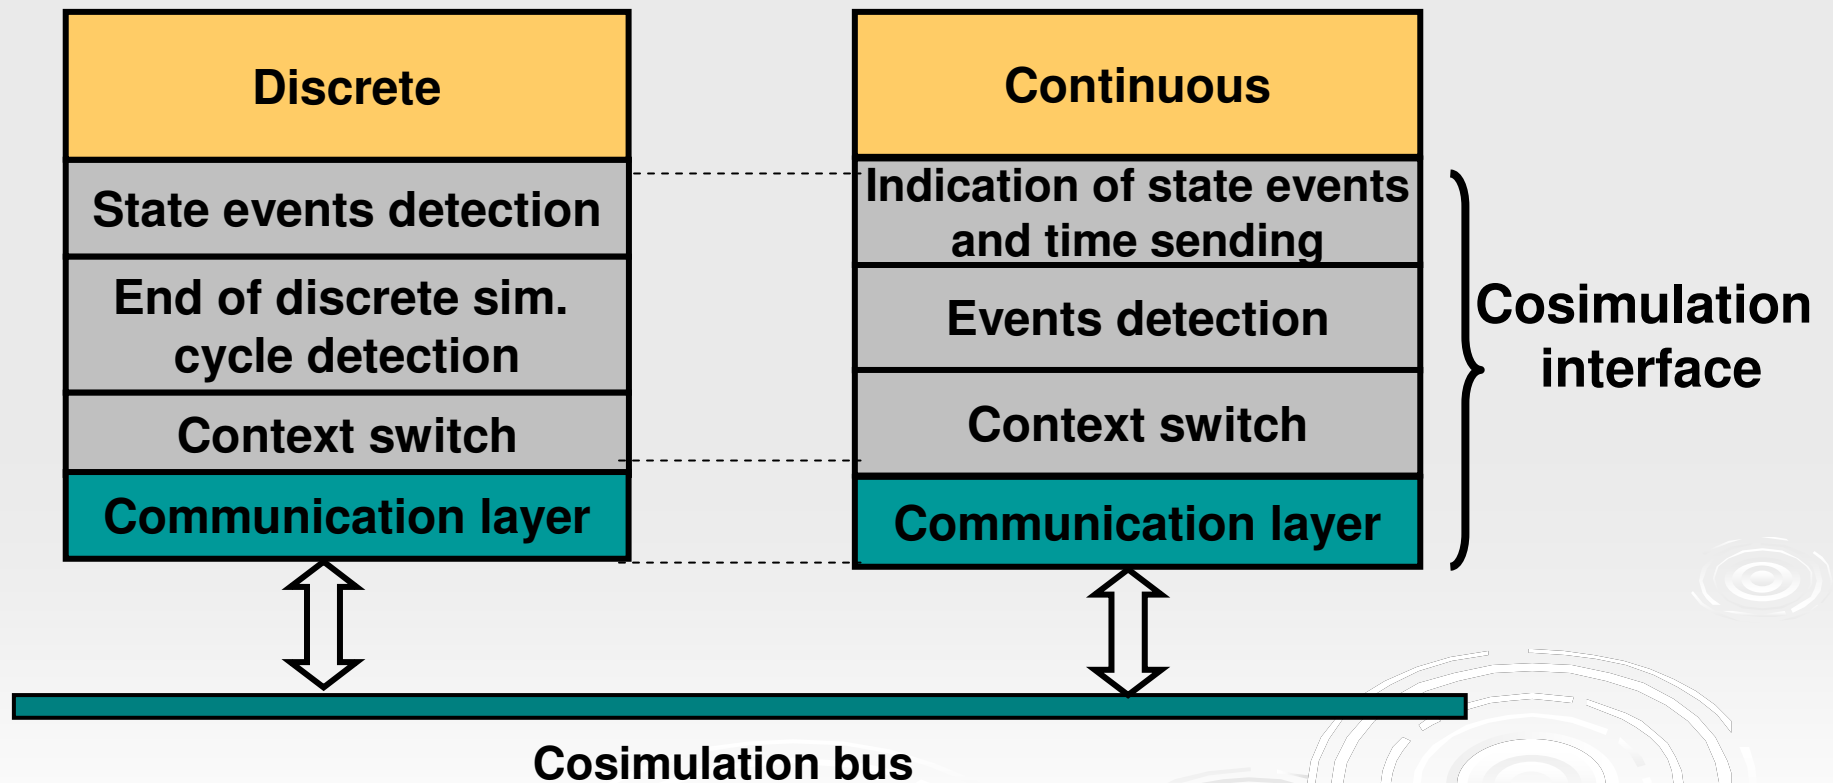 Discrete
State events detection
End of discrete sim.
cycle detection
Context switch
Communication layer
Continuous
Indication of state events
and time sending
Events detection
Context switch
Communication layer
Cosimulation
interface
Cosimulation bus